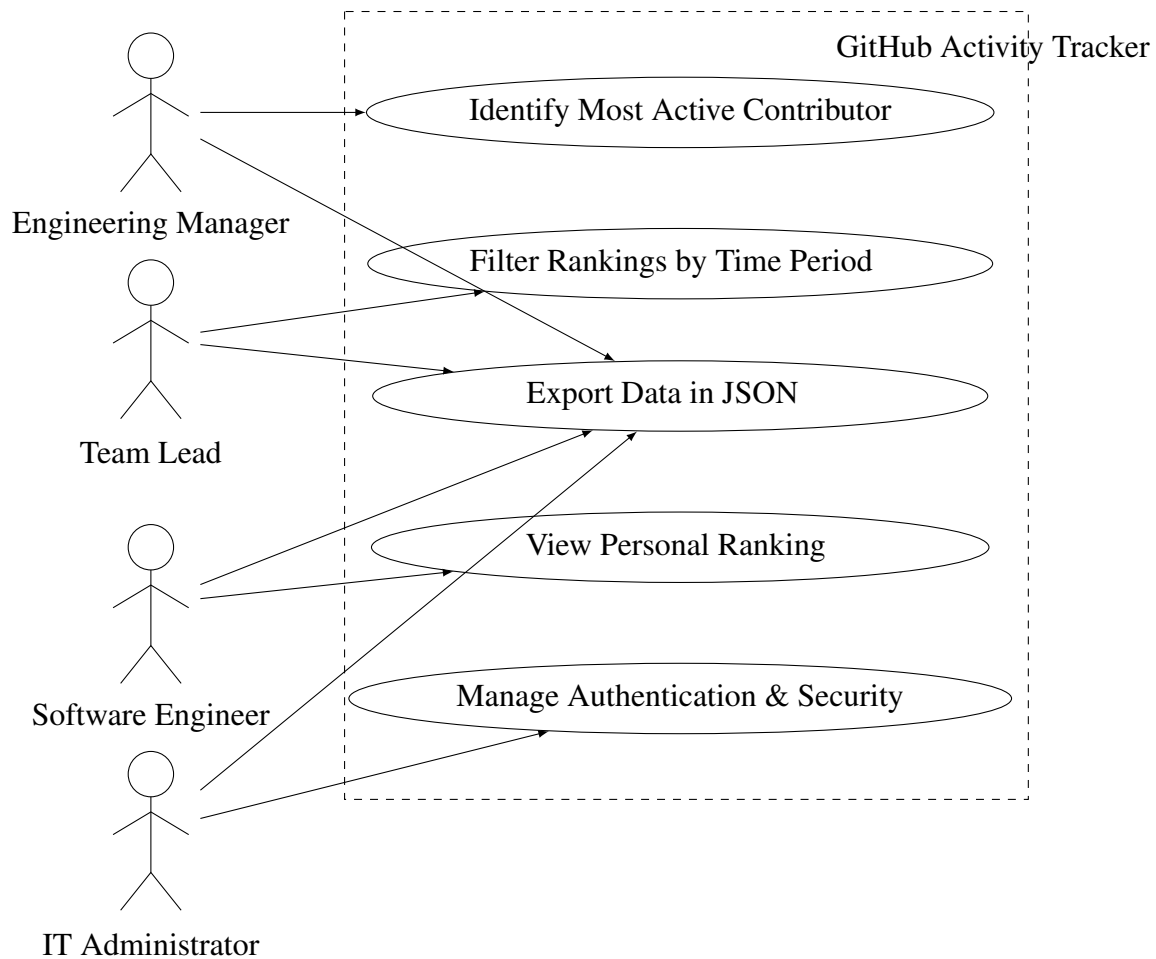 GitHub Activity Tracker
Identify Most Active Contributor
Engineering Manager
Filter Rankings by Time Period
Export Data in JSON
Team Lead
View Personal Ranking
Manage Authentication & Security
Software Engineer
IT Administrator